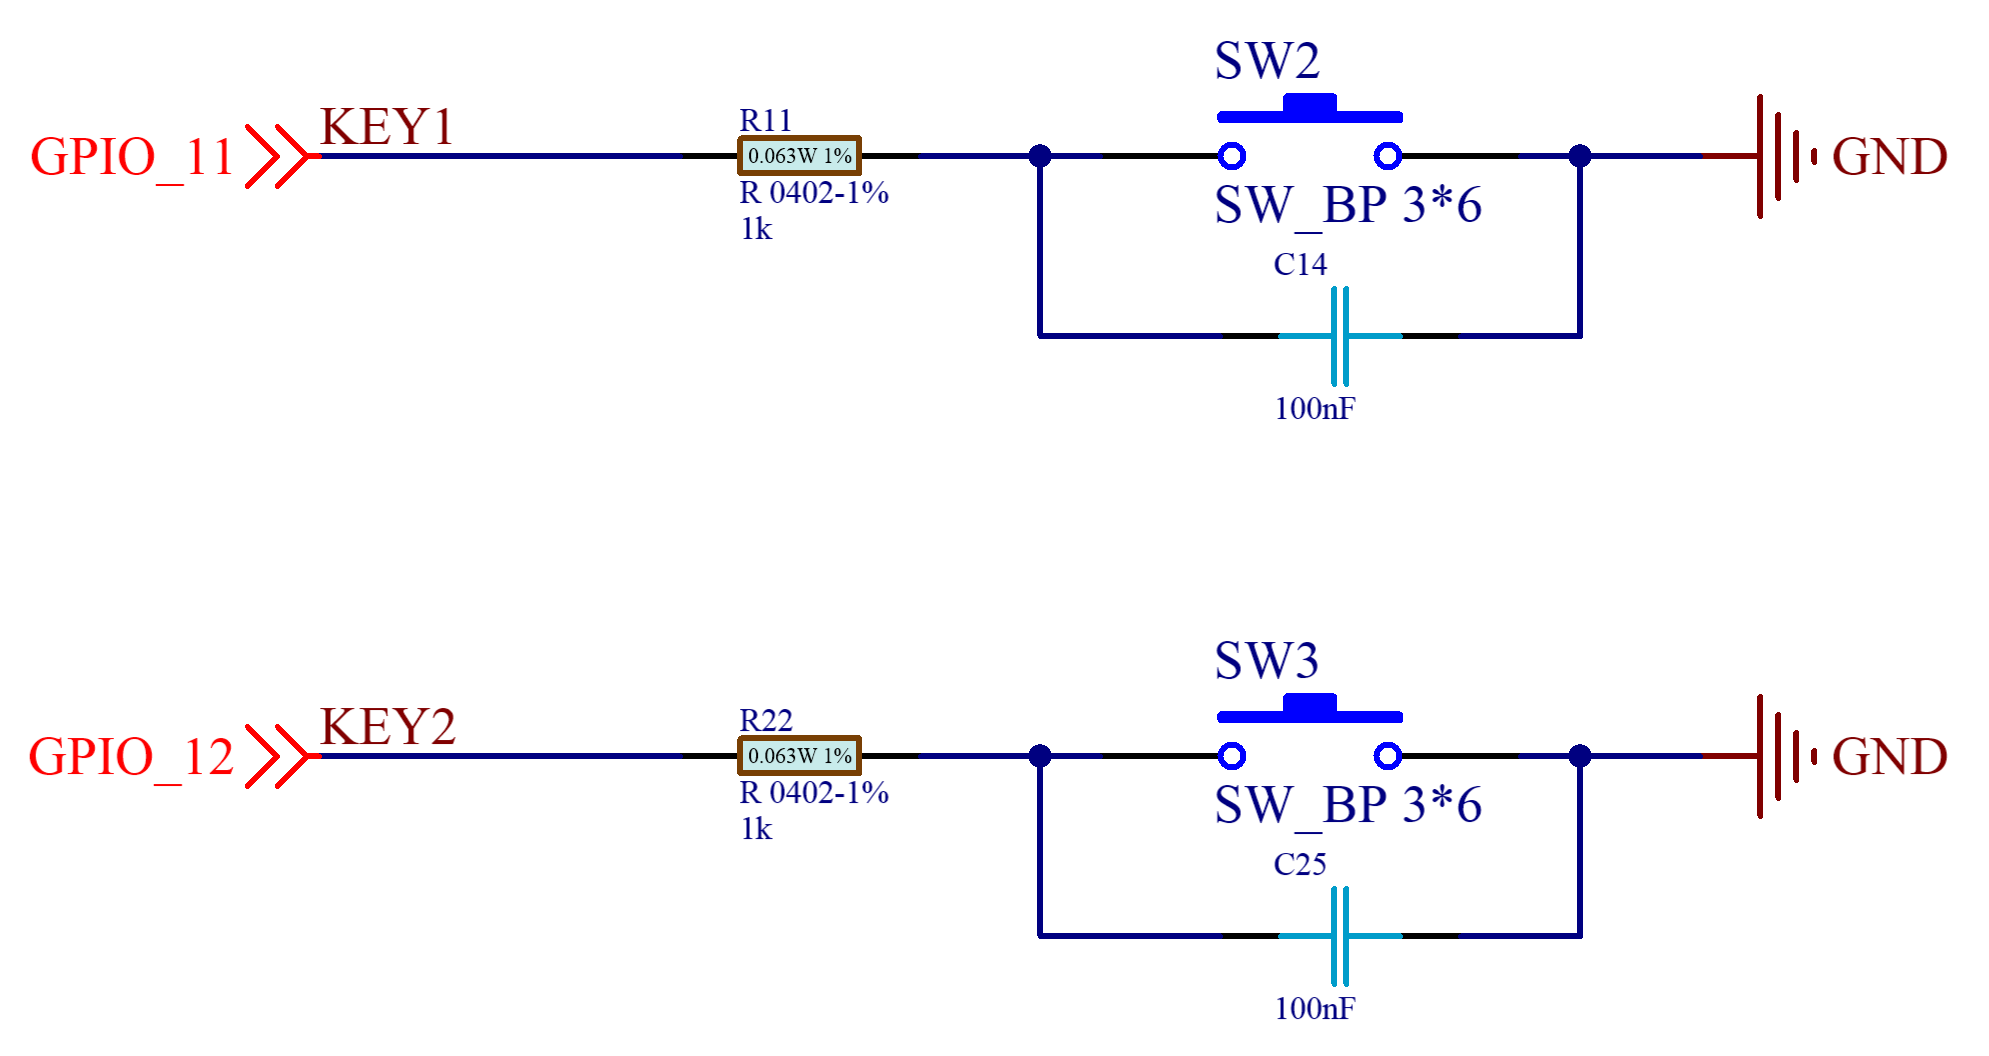 SW2
KEY1
R11
GPIO_11
0.063W 1%
GND
R 0402-1%
SW_BP 3*6
1k
C14
100nF
SW3
KEY2
R22
GPIO_12
0.063W 1%
GND
R 0402-1%
SW_BP 3*6
1k
C25
100nF